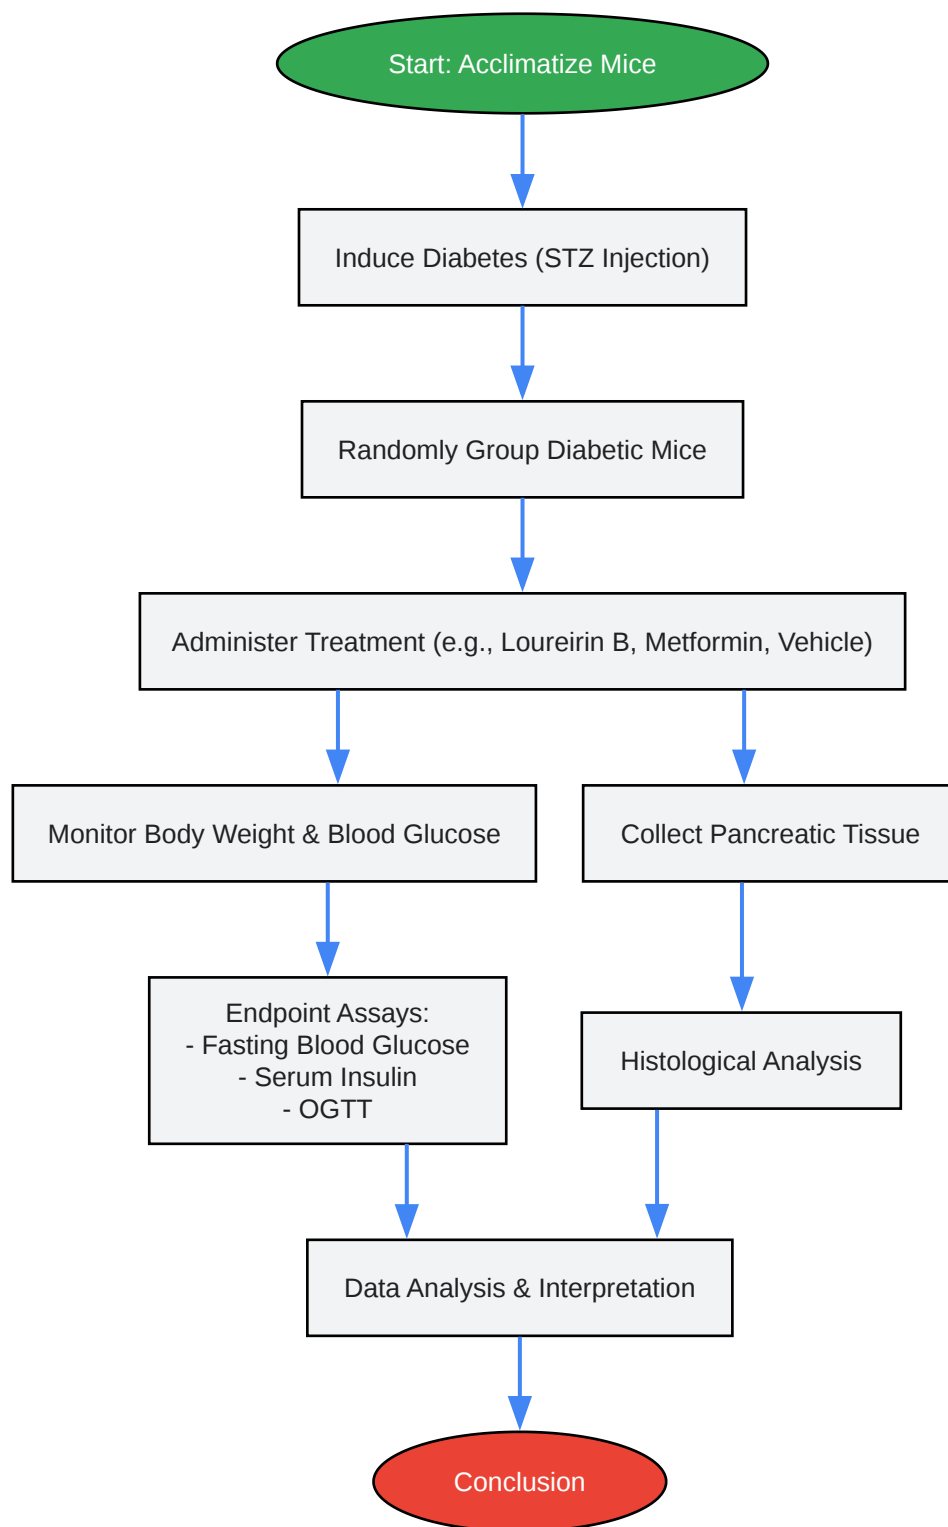 Start: Acclimatize Mice
Induce Diabetes (STZ Injection)
Randomly Group Diabetic Mice
Administer Treatment (e.g., Loureirin B, Metformin, Vehicle)
Monitor Body Weight & Blood Glucose
Collect Pancreatic Tissue
Endpoint Assays:
- Fasting Blood Glucose
- Serum Insulin
- OGTT
Histological Analysis
Data Analysis & Interpretation
Conclusion